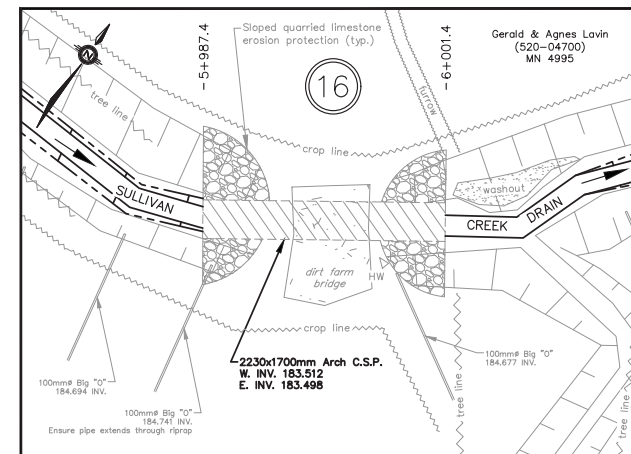 Sloped quarried limestone
erosion protection (typ.)
5+987.4
6+001.4
Gerald & Agnes Lavin
(520-04700)
MN 4995
N
16
tree line
furrow
crop line
washout
SULLIVAN
CREEK
DRAIN
dirt farm
bridge
HW
crop line
2230x1700mm Arch C.S.P.
W. INV. 183.512
E. INV. 183.498
100mmø Big "O"
184.694 INV.
100mmø Big "O"
184.741 INV.
Ensure pipe extends through riprap
100mmø Big "O"
184.677 INV.
tree line
tree line